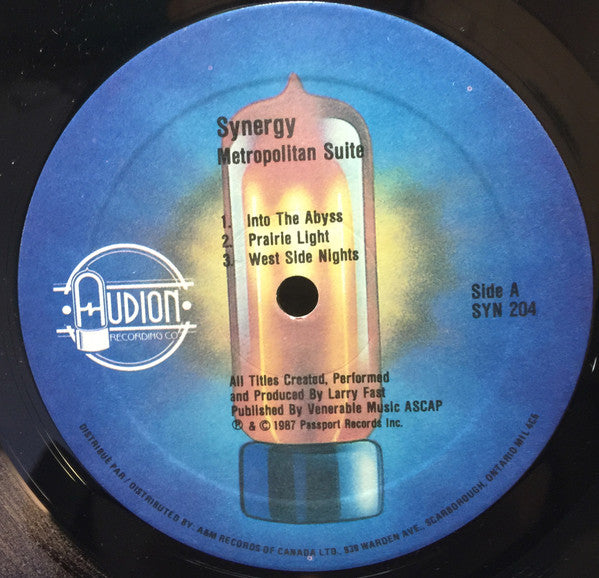 Synergy
Metropolitan Suite
1. Into The Abyss
2. Prairie Light
3. West Side Nights
AUDION
RECORDING CO
Side A
SYN 204
All Titles Created, Performed
and Produced By Larry Fast
Published By Venerable Music ASCAP
℗ & © 1987 Passport Records Inc.
DISTRIBUE PAR / DISTRIBUTED BY: A&M RECORDS OF CANADA LTD., 939 WARDEN AVE., SCARBOROUGH, ONTARIO M1L 4C5